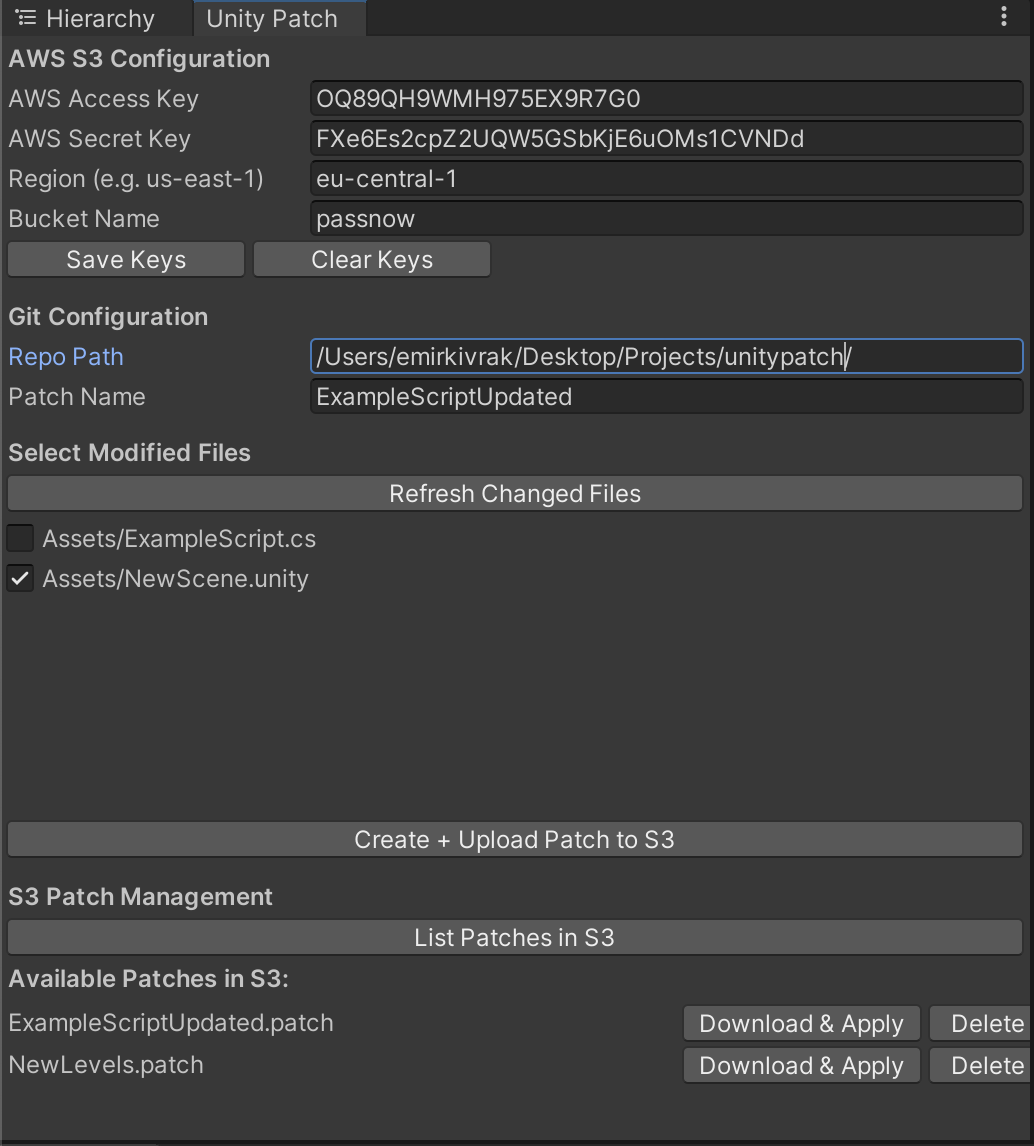 Hierarchy
Unity Patch
AWS S3 Configuration
AWS Access Key OQ89QH9WMH975EX9R7G0
AWS Secret Key FXe6Es2cpZ2UQW5GSbKjE6uOMs1CVNDd
Region (e.g. us-east-1) eu-central-1
Bucket Name passnow
Save Keys Clear Keys
Git Configuration
Repo Path /Users/emirkivrak/Desktop/Projects/unitypatch/
Patch Name ExampleScriptUpdated
Select Modified Files
Refresh Changed Files
Assets/ExampleScript.cs
Assets/NewScene.unity
Create + Upload Patch to S3
S3 Patch Management
List Patches in S3
Available Patches in S3:
ExampleScriptUpdated.patch Download & Apply Delete
NewLevels.patch Download & Apply Delete